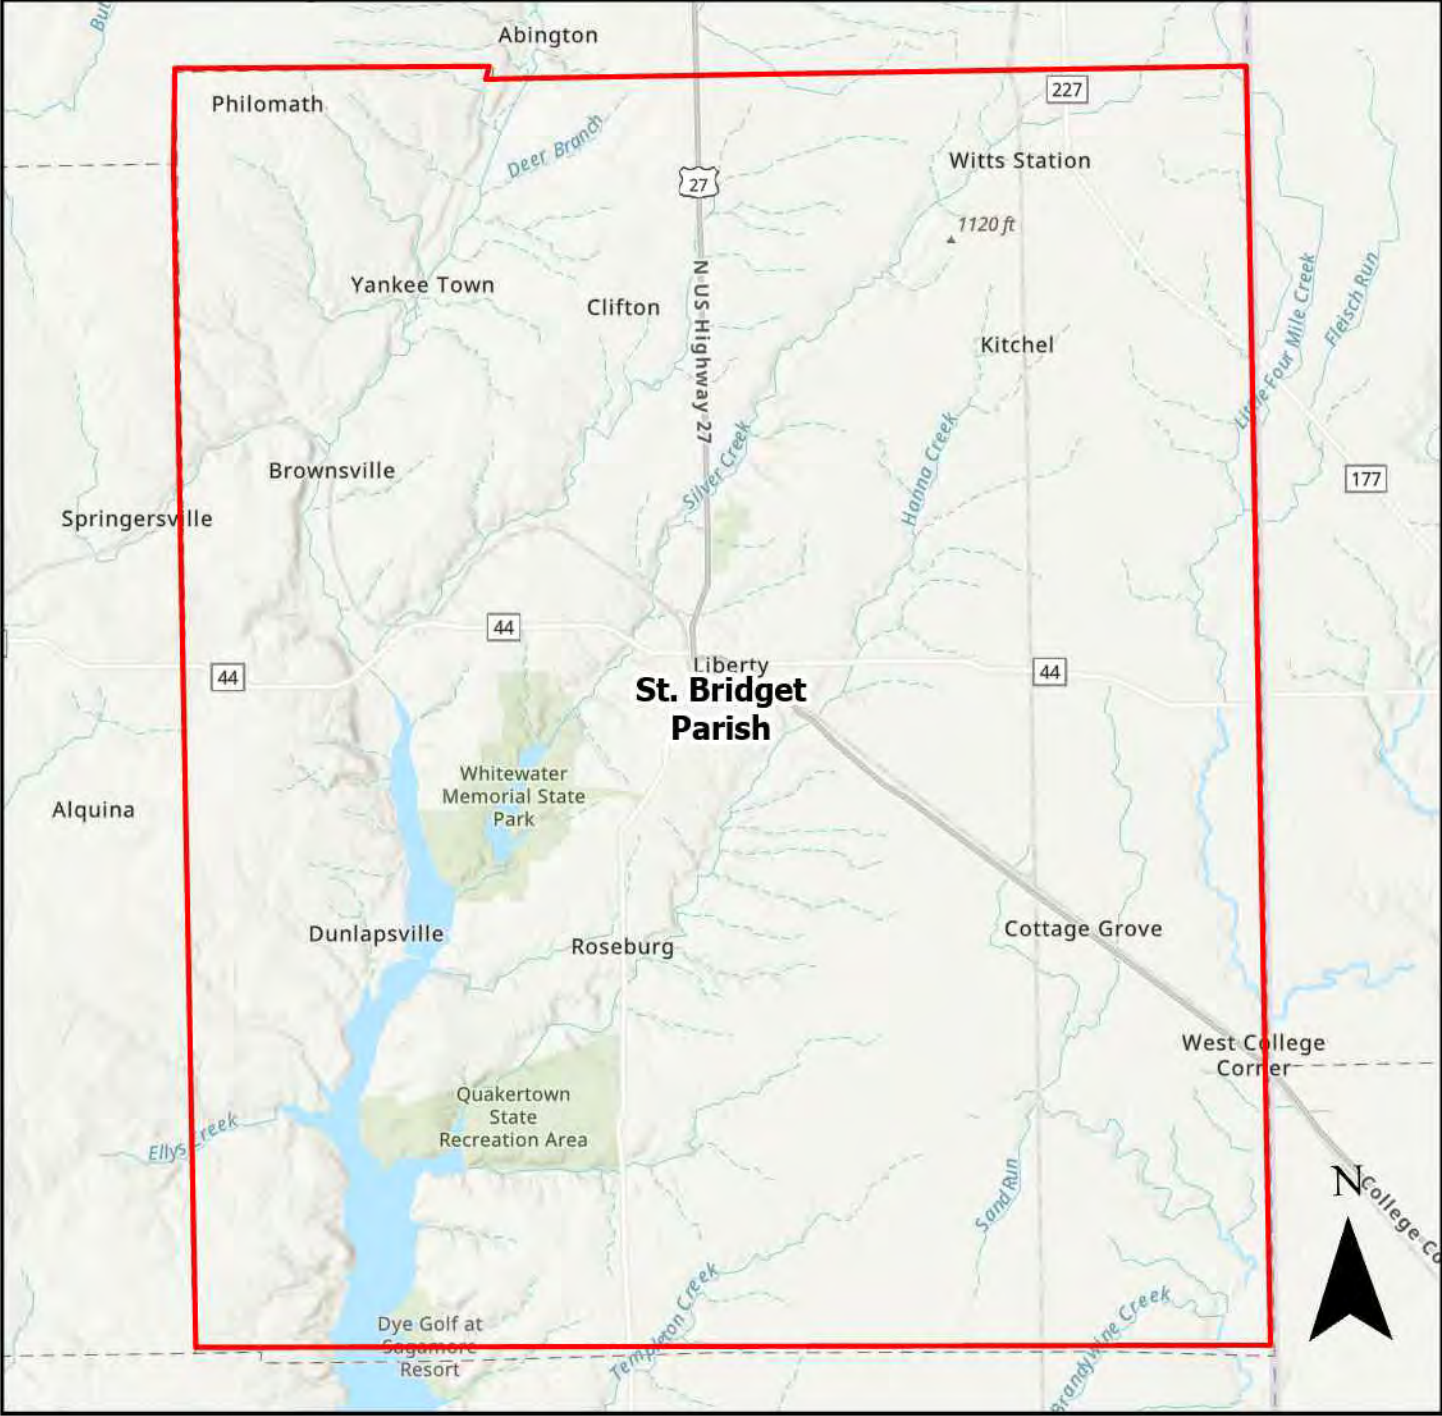 But
Abington
Philomath
227
Deer Branch
Witts Station
27
1120 ft
Yankee Town
Clifton
N US Highway 27
Kitchel
Little Four Mile Creek
Fleisch Run
Silver Creek
Hanna Creek
Brownsville
177
Springersville
44
44
Liberty
44
St. Bridget
Parish
Whitewater
Memorial State
Park
Alquina
Dunlapsville
Roseburg
Cottage Grove
West College
Corner
Quakertown
State
Recreation Area
Ellys Creek
Sand Run
N
College Co
Templeton Creek
Brandywine Creek
Dye Golf at
Sagamore
Resort